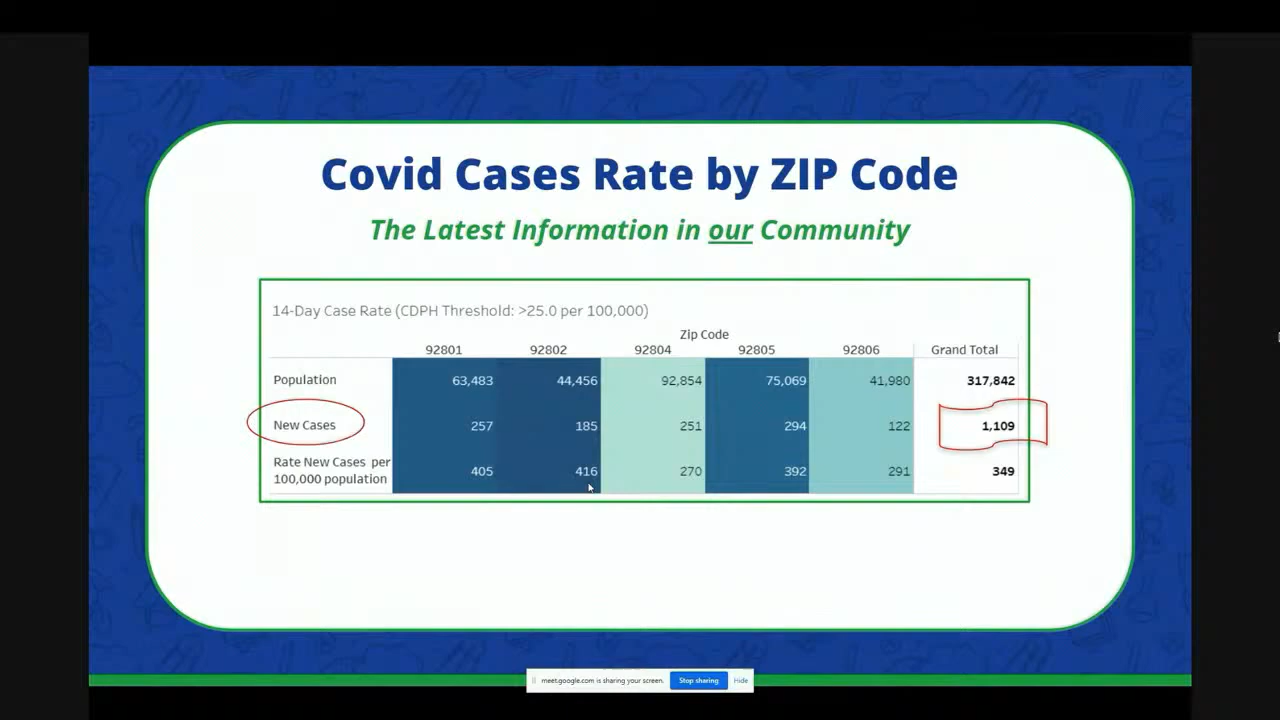 Covid Cases Rate by ZIP Code
The Latest Information in our Community
14-Day Case Rate (CDPH Threshold: >25.0 per 100,000)
Zip Code
92801 92802 92804 92805 92806 Grand Total
Population 63,483 44,456 92,854 75,069 41,980 317,842
New Cases 257 185 251 294 122 1,109
Rate New Cases per
100,000 population 405 416 270 392 291 349
meet.google.com is sharing your screen. Stop sharing Hide